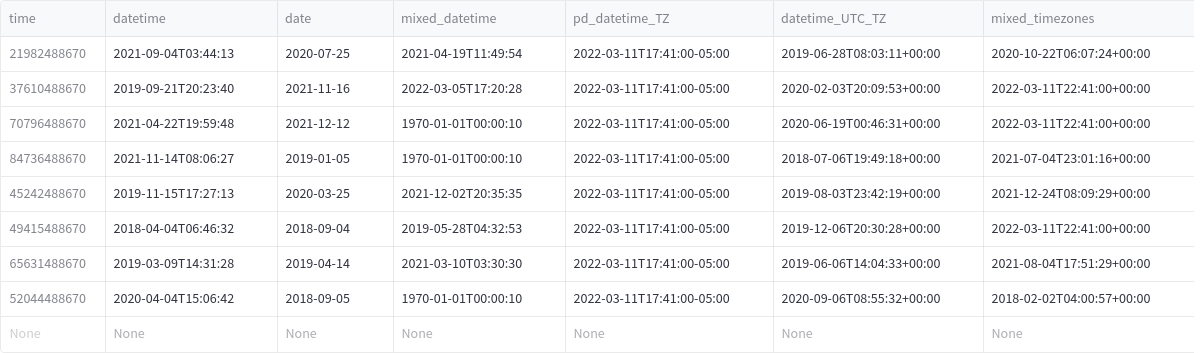 time datetime date mixed_datetime pd_datetime_TZ datetime_UTC_TZ mixed_timezones
21982488670 2021-09-04T03:44:13 2020-07-25 2021-04-19T11:49:54 2022-03-11T17:41:00-05:00 2019-06-28T08:03:11+00:00 2020-10-22T06:07:24+00:00
37610488670 2019-09-21T20:23:40 2021-11-16 2022-03-05T17:20:28 2022-03-11T17:41:00-05:00 2020-02-03T20:09:53+00:00 2022-03-11T22:41:00+00:00
70796488670 2021-04-22T19:59:48 2021-12-12 1970-01-01T00:00:10 2022-03-11T17:41:00-05:00 2020-06-19T00:46:31+00:00 2022-03-11T22:41:00+00:00
84736488670 2021-11-14T08:06:27 2019-01-05 1970-01-01T00:00:10 2022-03-11T17:41:00-05:00 2018-07-06T19:49:18+00:00 2021-07-04T23:01:16+00:00
45242488670 2019-11-15T17:27:13 2020-03-25 2021-12-02T20:35:35 2022-03-11T17:41:00-05:00 2019-08-03T23:42:19+00:00 2021-12-24T08:09:29+00:00
49415488670 2018-04-04T06:46:32 2018-09-04 2019-05-28T04:32:53 2022-03-11T17:41:00-05:00 2019-12-06T20:30:28+00:00 2022-03-11T22:41:00+00:00
65631488670 2019-03-09T14:31:28 2019-04-14 2021-03-10T03:30:30 2022-03-11T17:41:00-05:00 2019-06-06T14:04:33+00:00 2021-08-04T17:51:29+00:00
52044488670 2020-04-04T15:06:42 2018-09-05 1970-01-01T00:00:10 2022-03-11T17:41:00-05:00 2020-09-06T08:55:32+00:00 2018-02-02T04:00:57+00:00
None None None None None None None